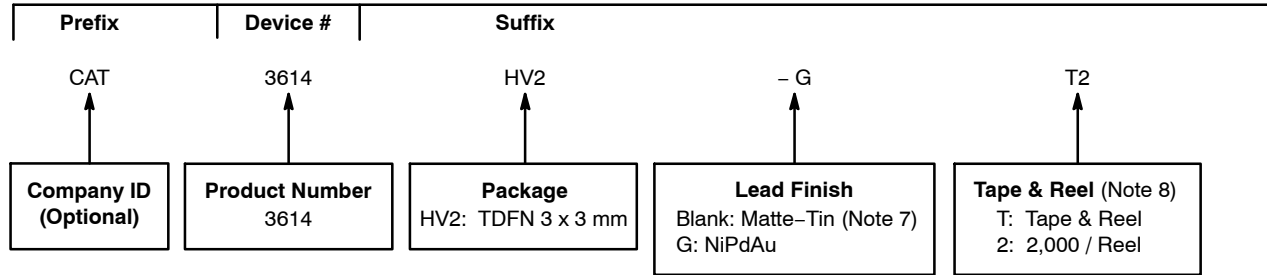 Prefix Device # Suffix
CAT 3614 HV2 – G T2
Company ID
(Optional)
Product Number
3614
Package
HV2: TDFN 3 x 3 mm
Lead Finish
Blank: Matte−Tin (Note 7)
G: NiPdAu
Tape & Reel (Note 8)
T: Tape & Reel
2: 2,000 / Reel